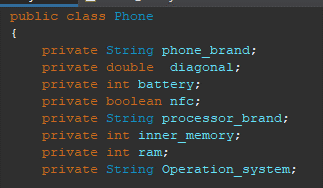 public class Phone
{
private String phone_brand;
private double  diagonal;
private int battery;
private boolean nfc;
private String processor_brand;
private int inner_memory;
private int ram;
private String Operation_system;